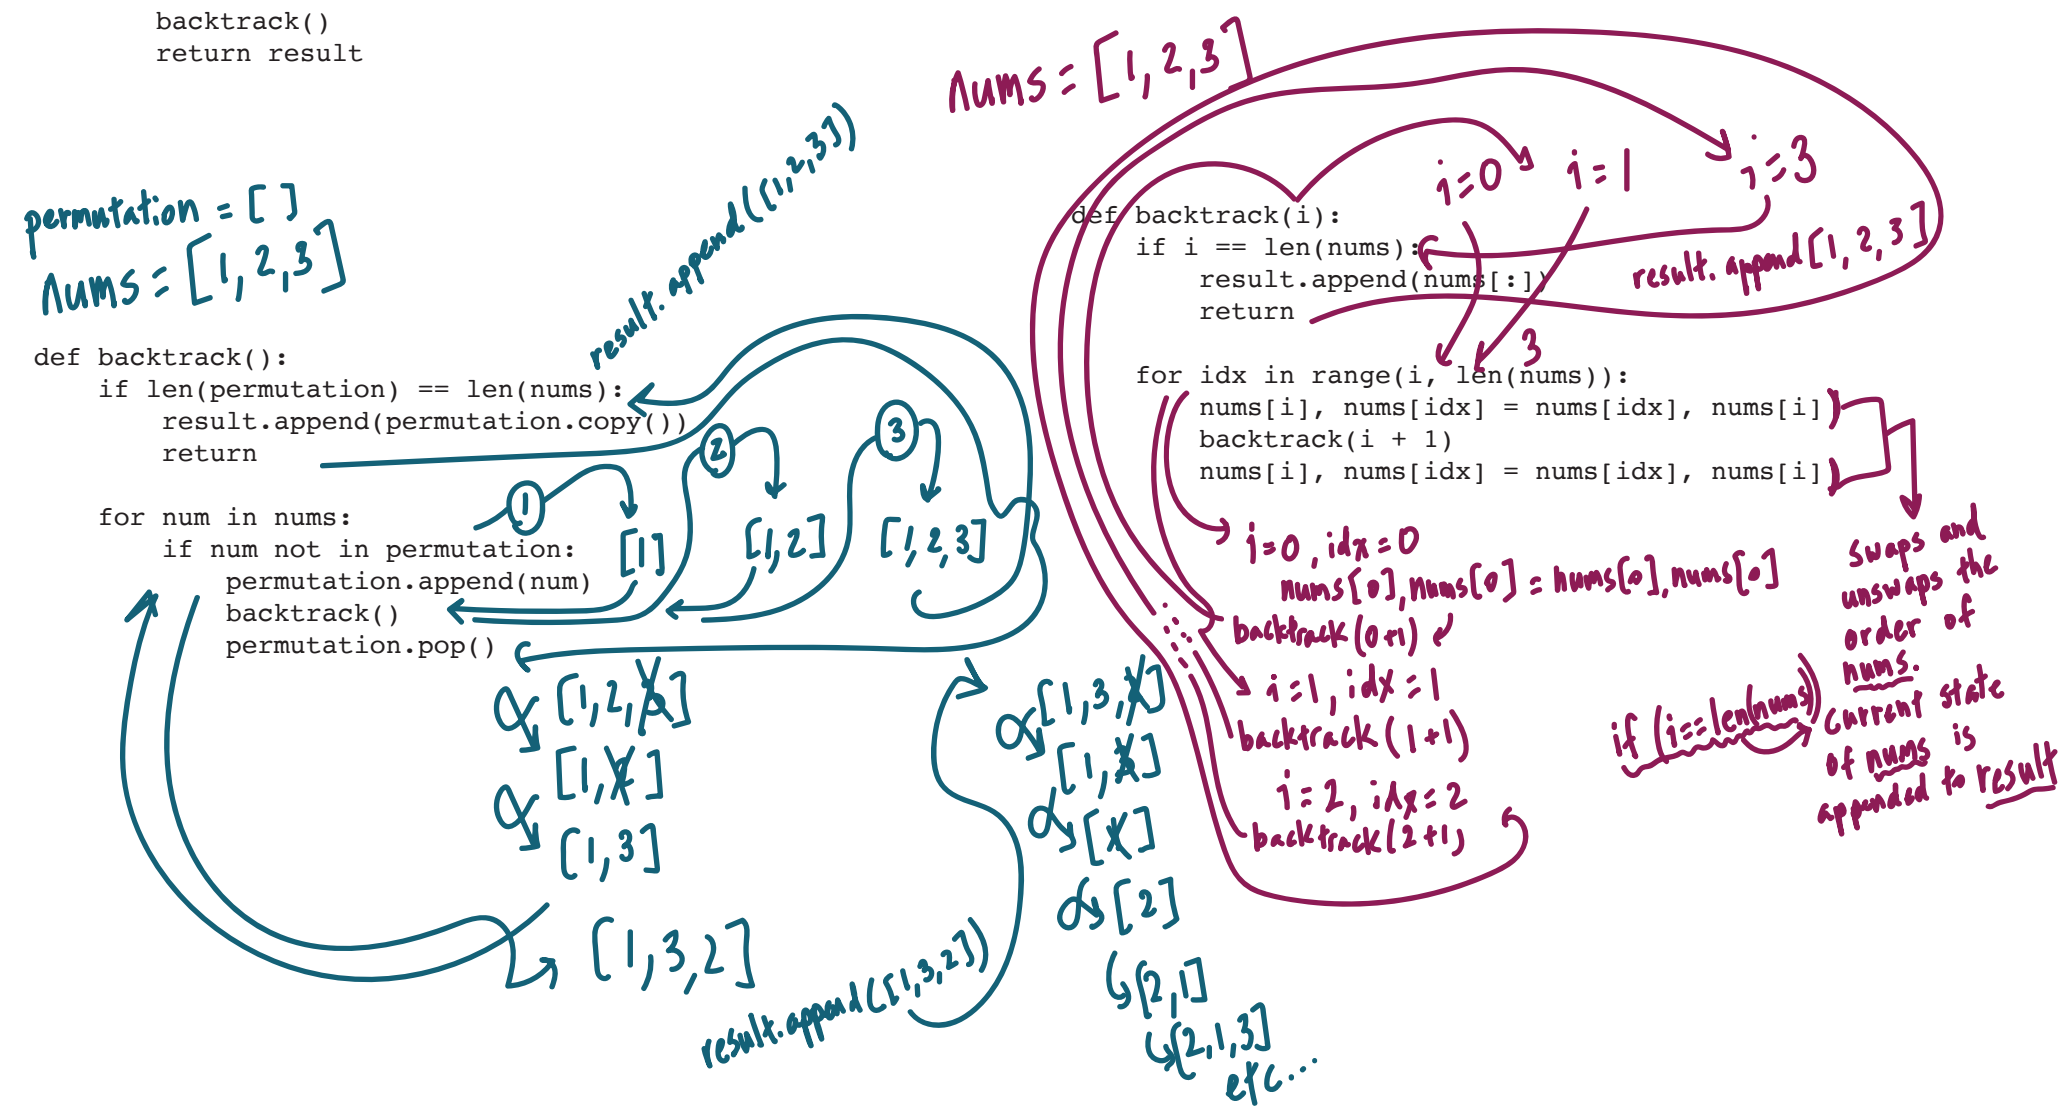 backtrack()
return result
permutation = [ ]
nums = [1, 2, 3]
result.append([1, 2, 3])
def backtrack():
if len(permutation) == len(nums):
result.append(permutation.copy())
return
for num in nums:
if num not in permutation:
permutation.append(num)
backtrack()
permutation.pop()
1
2
3
[1]
[1, 2]
[1, 2, 3]
[1, 2, 3]
[1, 2]
[1, 3]
[1, 3, 2]
result.append([1, 3, 2])
[1, 3, 2]
[1, 3]
[1]
[2]
[2, 1]
[2, 1, 3]
etc...
nums = [1, 2, 3]
i=0
i=1
i=3
def backtrack(i):
if i == len(nums):
result.append(nums[:])
return
result.append[1, 2, 3]
3
for idx in range(i, len(nums)):
nums[i], nums[idx] = nums[idx], nums[i]
backtrack(i + 1)
nums[i], nums[idx] = nums[idx], nums[i]
i=0, idx=0
nums[0], nums[0] = nums[0], nums[0]
backtrack(0+1)
i=1, idx=1
backtrack(1+1)
i=2, idx=2
backtrack(2+1)
swaps and
unswaps the
order of
nums.
if (i==len(nums))
current state
of nums is
appended to result